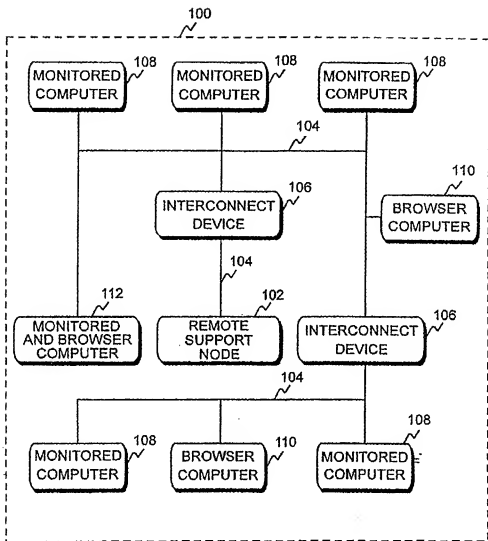 100
MONITORED
COMPUTER
108
MONITORED
COMPUTER
108
MONITORED
COMPUTER
108
104
106
INTERCONNECT
DEVICE
110
BROWSER
COMPUTER
104
112
MONITORED
AND BROWSER
COMPUTER
102
REMOTE
SUPPORT
NODE
106
INTERCONNECT
DEVICE
104
MONITORED
COMPUTER
108
BROWSER
COMPUTER
110
108
MONITORED
COMPUTER